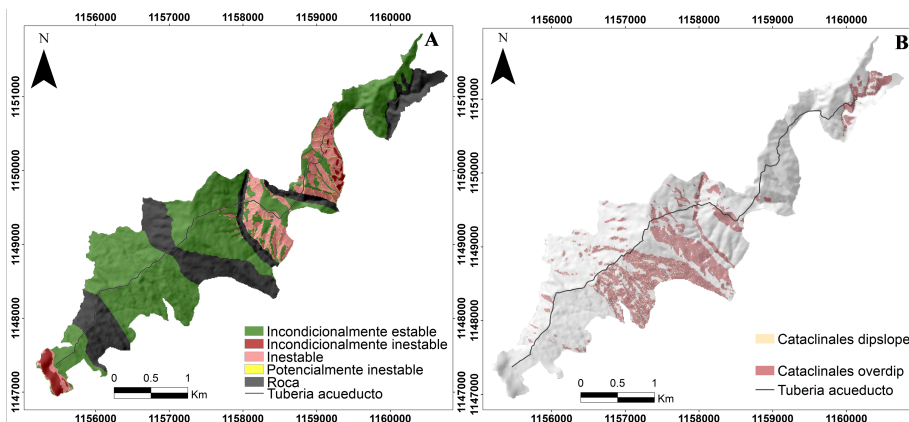 1156000 1157000 1158000 1159000 1160000
1156000 1157000 1158000 1159000 1160000
N
A
N
B
1151000
1150000
1149000
1148000
1147000
1151000
1150000
1149000
1148000
1147000
Incondicionalmente estable
Incondicionalmente inestable
Inestable
Potencialmente inestable
Roca
Tuberia acueducto
0 0.5 1
Km
Cataclinales dipslope
Cataclinales overdip
Tuberia acueducto
0 0.5 1
Km
1156000 1157000 1158000 1159000 1160000
1156000 1157000 1158000 1159000 1160000